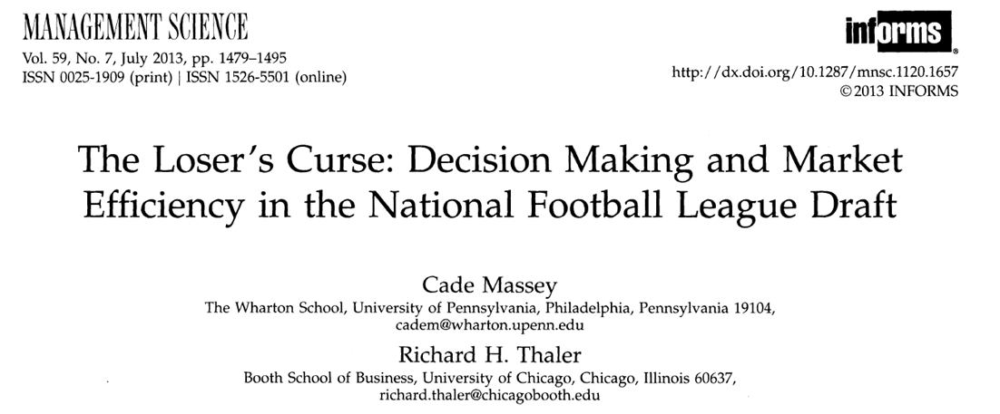 MANAGEMENT SCIENCE
Vol. 59, No. 7, July 2013, pp. 1479–1495
ISSN 0025-1909 (print) | ISSN 1526-5501 (online)
informs®
http://dx.doi.org/10.1287/mnsc.1120.1657
©2013 INFORMS
The Loser's Curse: Decision Making and Market
Efficiency in the National Football League Draft
Cade Massey
The Wharton School, University of Pennsylvania, Philadelphia, Pennsylvania 19104,
cadem@wharton.upenn.edu
Richard H. Thaler
Booth School of Business, University of Chicago, Chicago, Illinois 60637,
richard.thaler@chicagobooth.edu